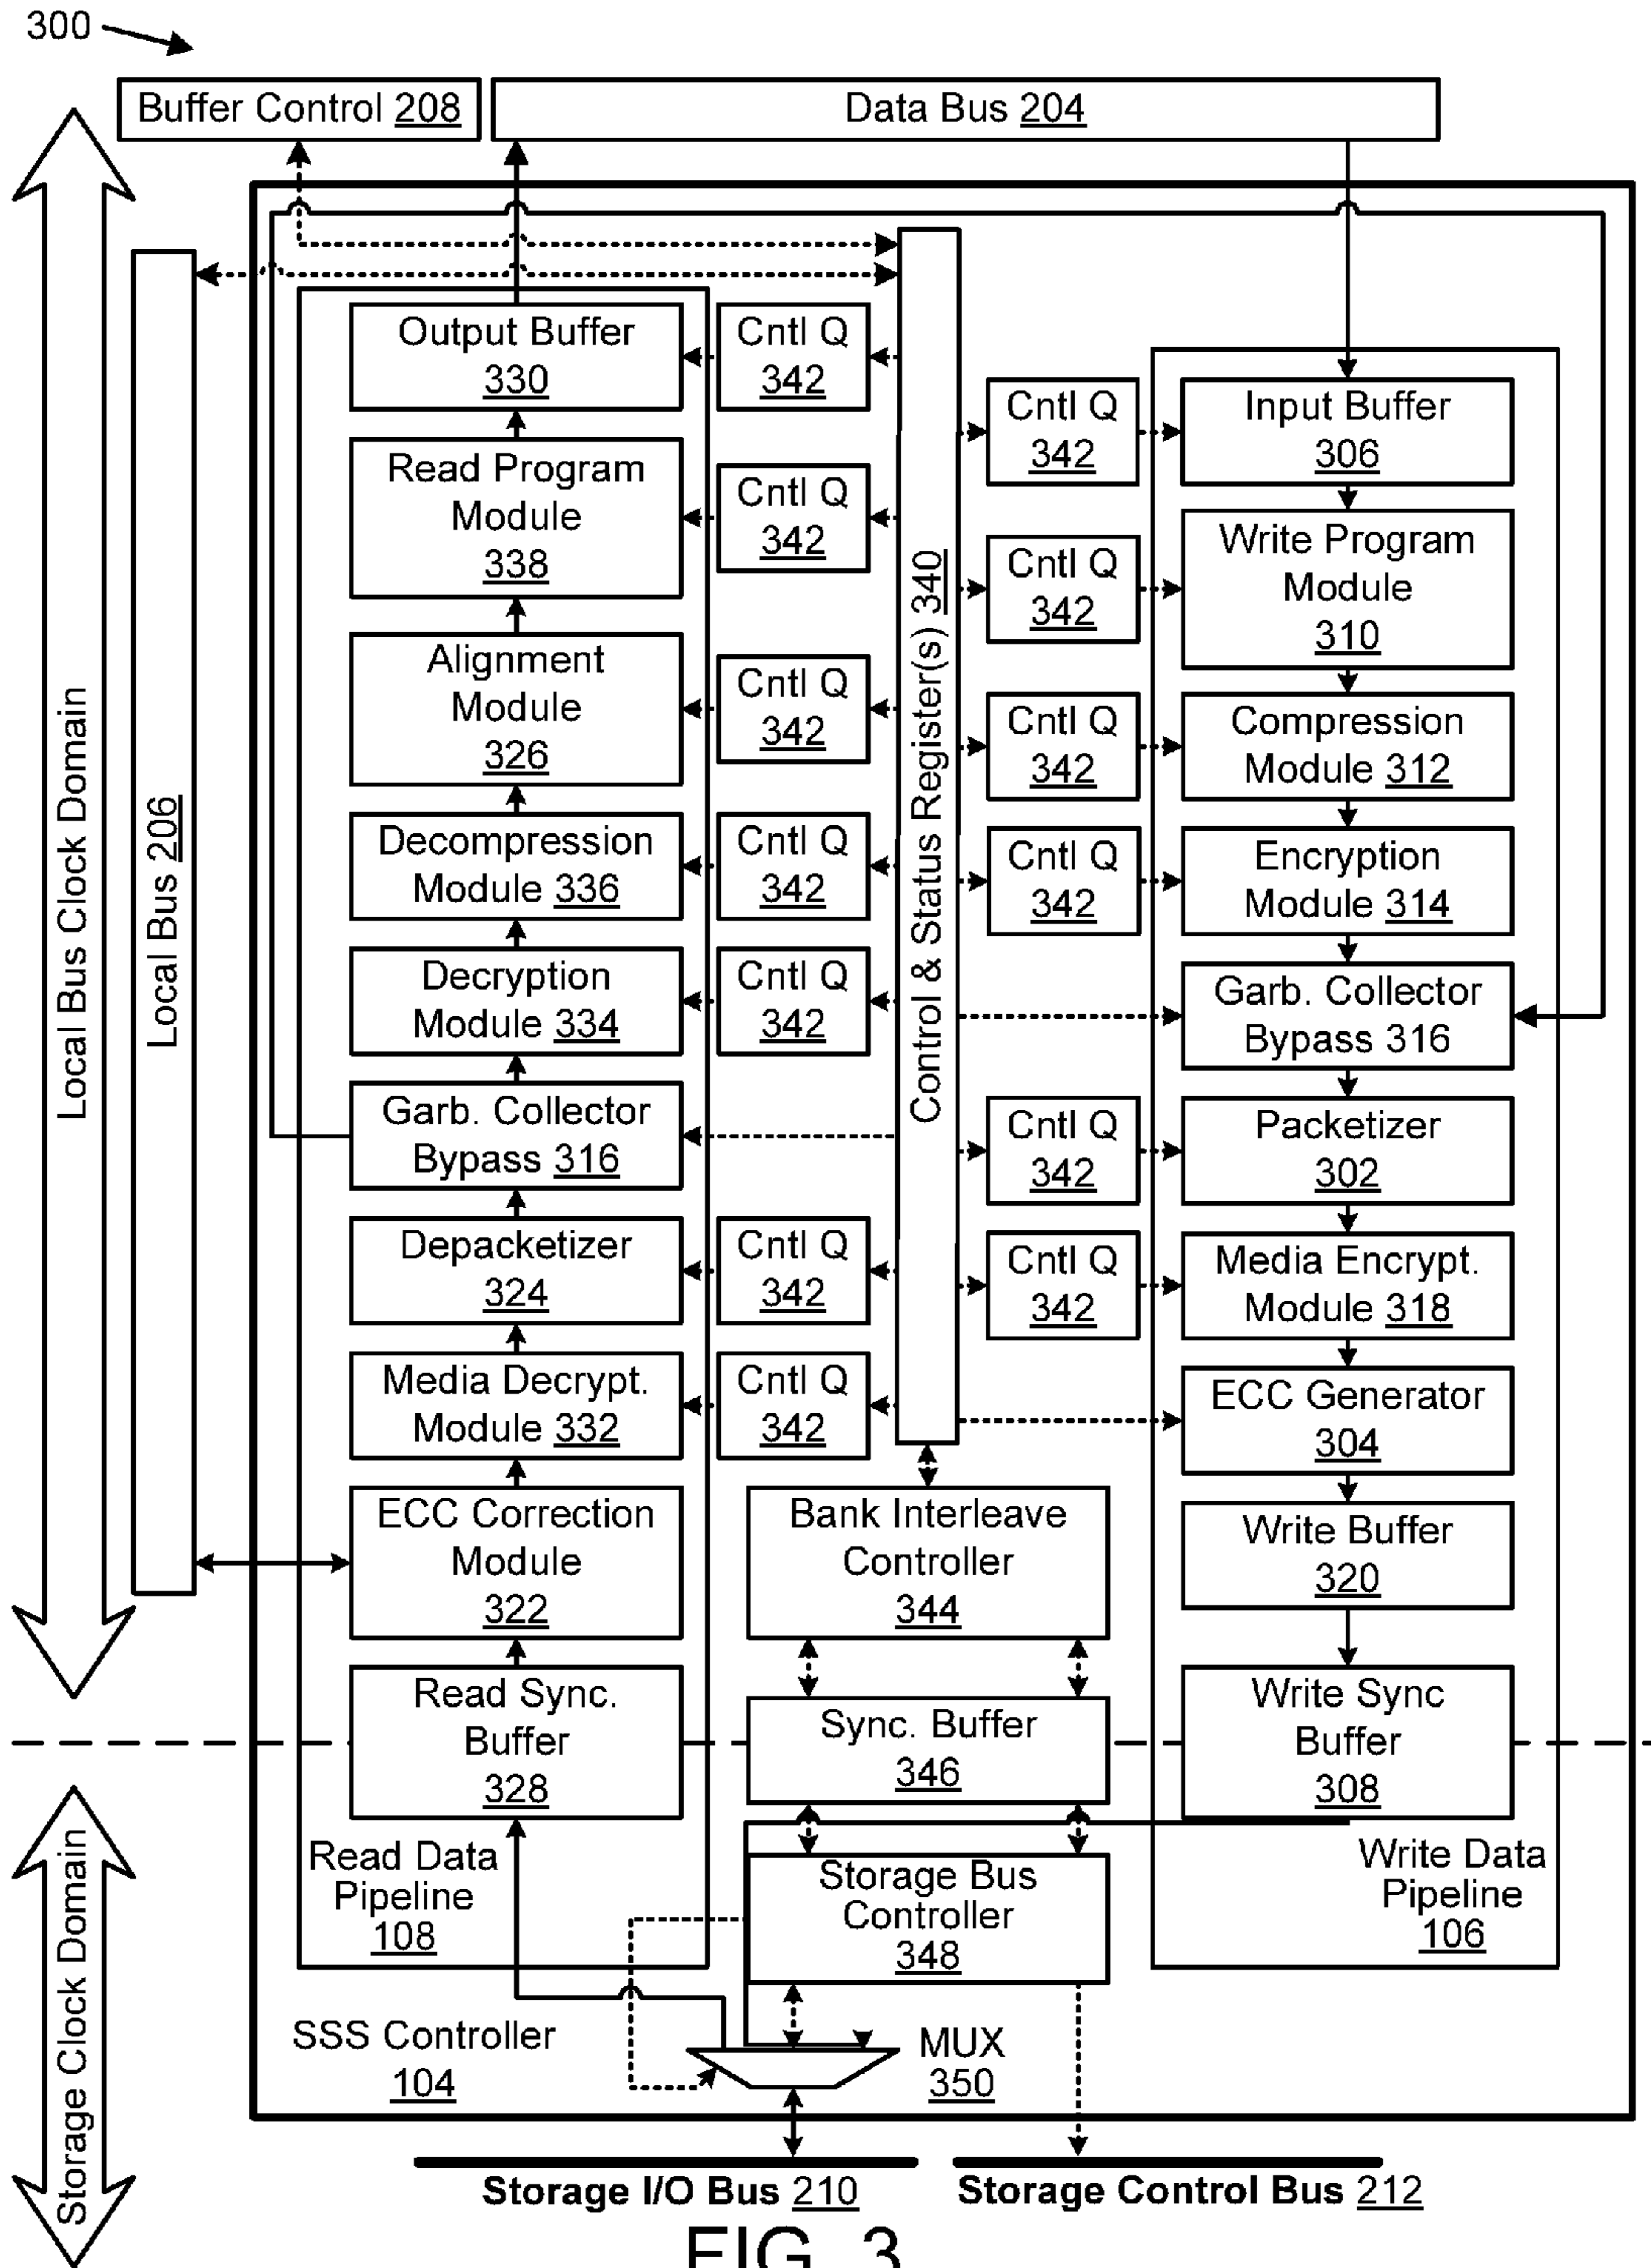 300
Buffer Control 208
Data Bus 204
Local Bus Clock Domain
Local Bus 206
Output Buffer
330
Read Program
Module
338
Alignment
Module
326
Decompression
Module 336
Decryption
Module 334
Garb. Collector
Bypass 316
Depacketizer
324
Media Decrypt.
Module 332
ECC Correction
Module
322
Read Sync.
Buffer
328
Read Data
Pipeline
108
Cntl Q
342
Cntl Q
342
Cntl Q
342
Cntl Q
342
Cntl Q
342
Cntl Q
342
Cntl Q
342
Control & Status Register(s) 340
Cntl Q
342
Cntl Q
342
Cntl Q
342
Cntl Q
342
Cntl Q
342
Cntl Q
342
Input Buffer
306
Write Program
Module
310
Compression
Module 312
Encryption
Module 314
Garb. Collector
Bypass 316
Packetizer
302
Media Encrypt.
Module 318
ECC Generator
304
Write Buffer
320
Write Sync
Buffer
308
Write Data
Pipeline
106
Bank Interleave
Controller
344
Sync. Buffer
346
Storage Bus
Controller
348
Storage Clock Domain
SSS Controller
104
MUX
350
Storage I/O Bus 210
Storage Control Bus 212
FIG. 3